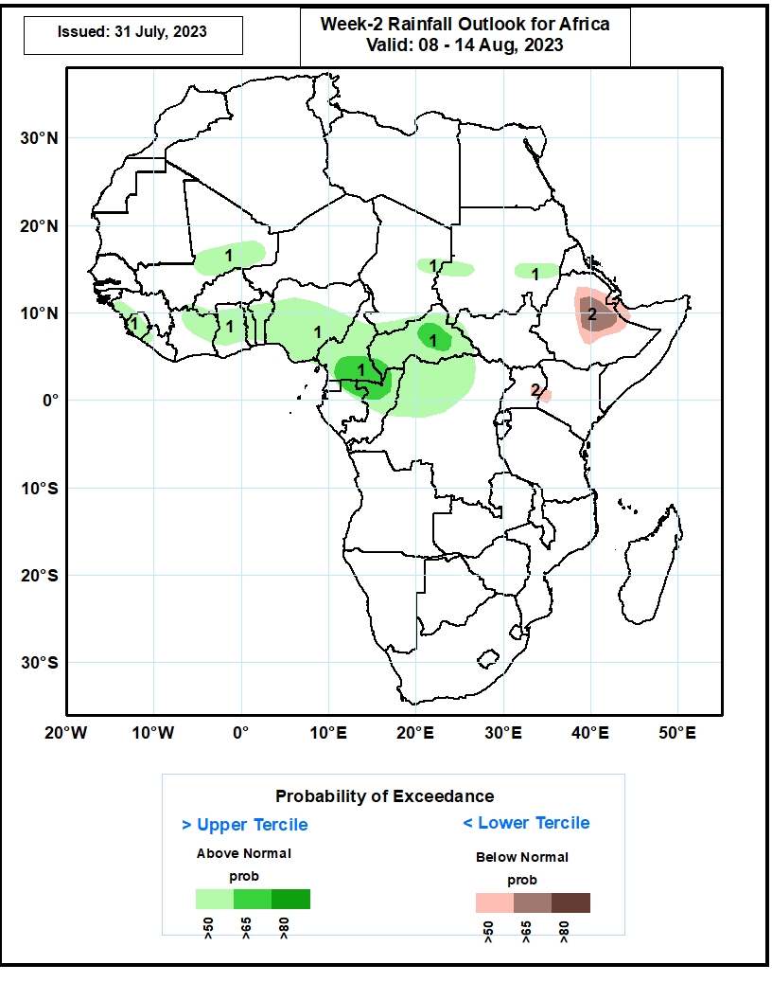 Issued: 31 July, 2023
Week-2 Rainfall Outlook for Africa
Valid: 08 - 14 Aug, 2023
30°N
20°N
10°N
0°
10°S
20°S
30°S
1
1
1
1
1
1
1
1
2
2
20°W 10°W 0° 10°E 20°E 30°E 40°E 50°E
Probability of Exceedance
> Upper Tercile
< Lower Tercile
Above Normal
Below Normal
prob
prob
>50 >65 >80
>50 >65 >80